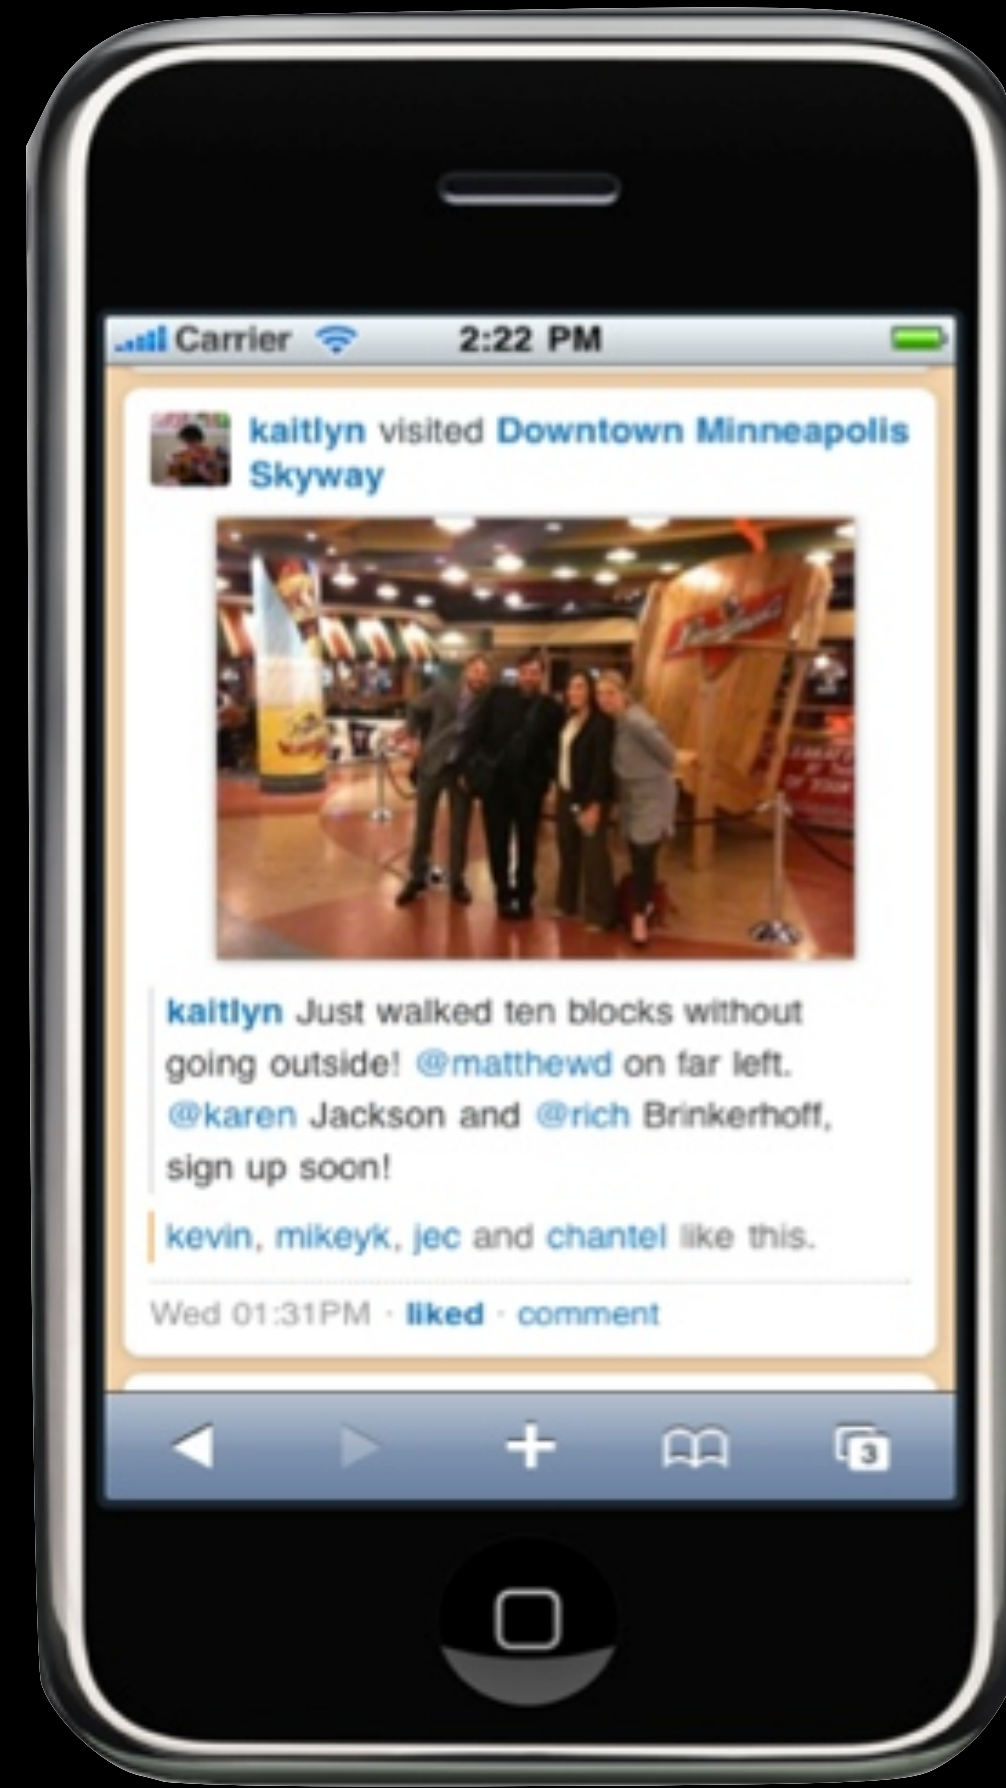 Carrier 2:22 PM
kaitlyn visited Downtown Minneapolis
Skyway
kaitlyn Just walked ten blocks without
going outside! @matthewd on far left.
@karen Jackson and @rich Brinkerhoff,
sign up soon!
kevin, mikeyk, jec and chantel like this.
Wed 01:31PM · liked · comment
3